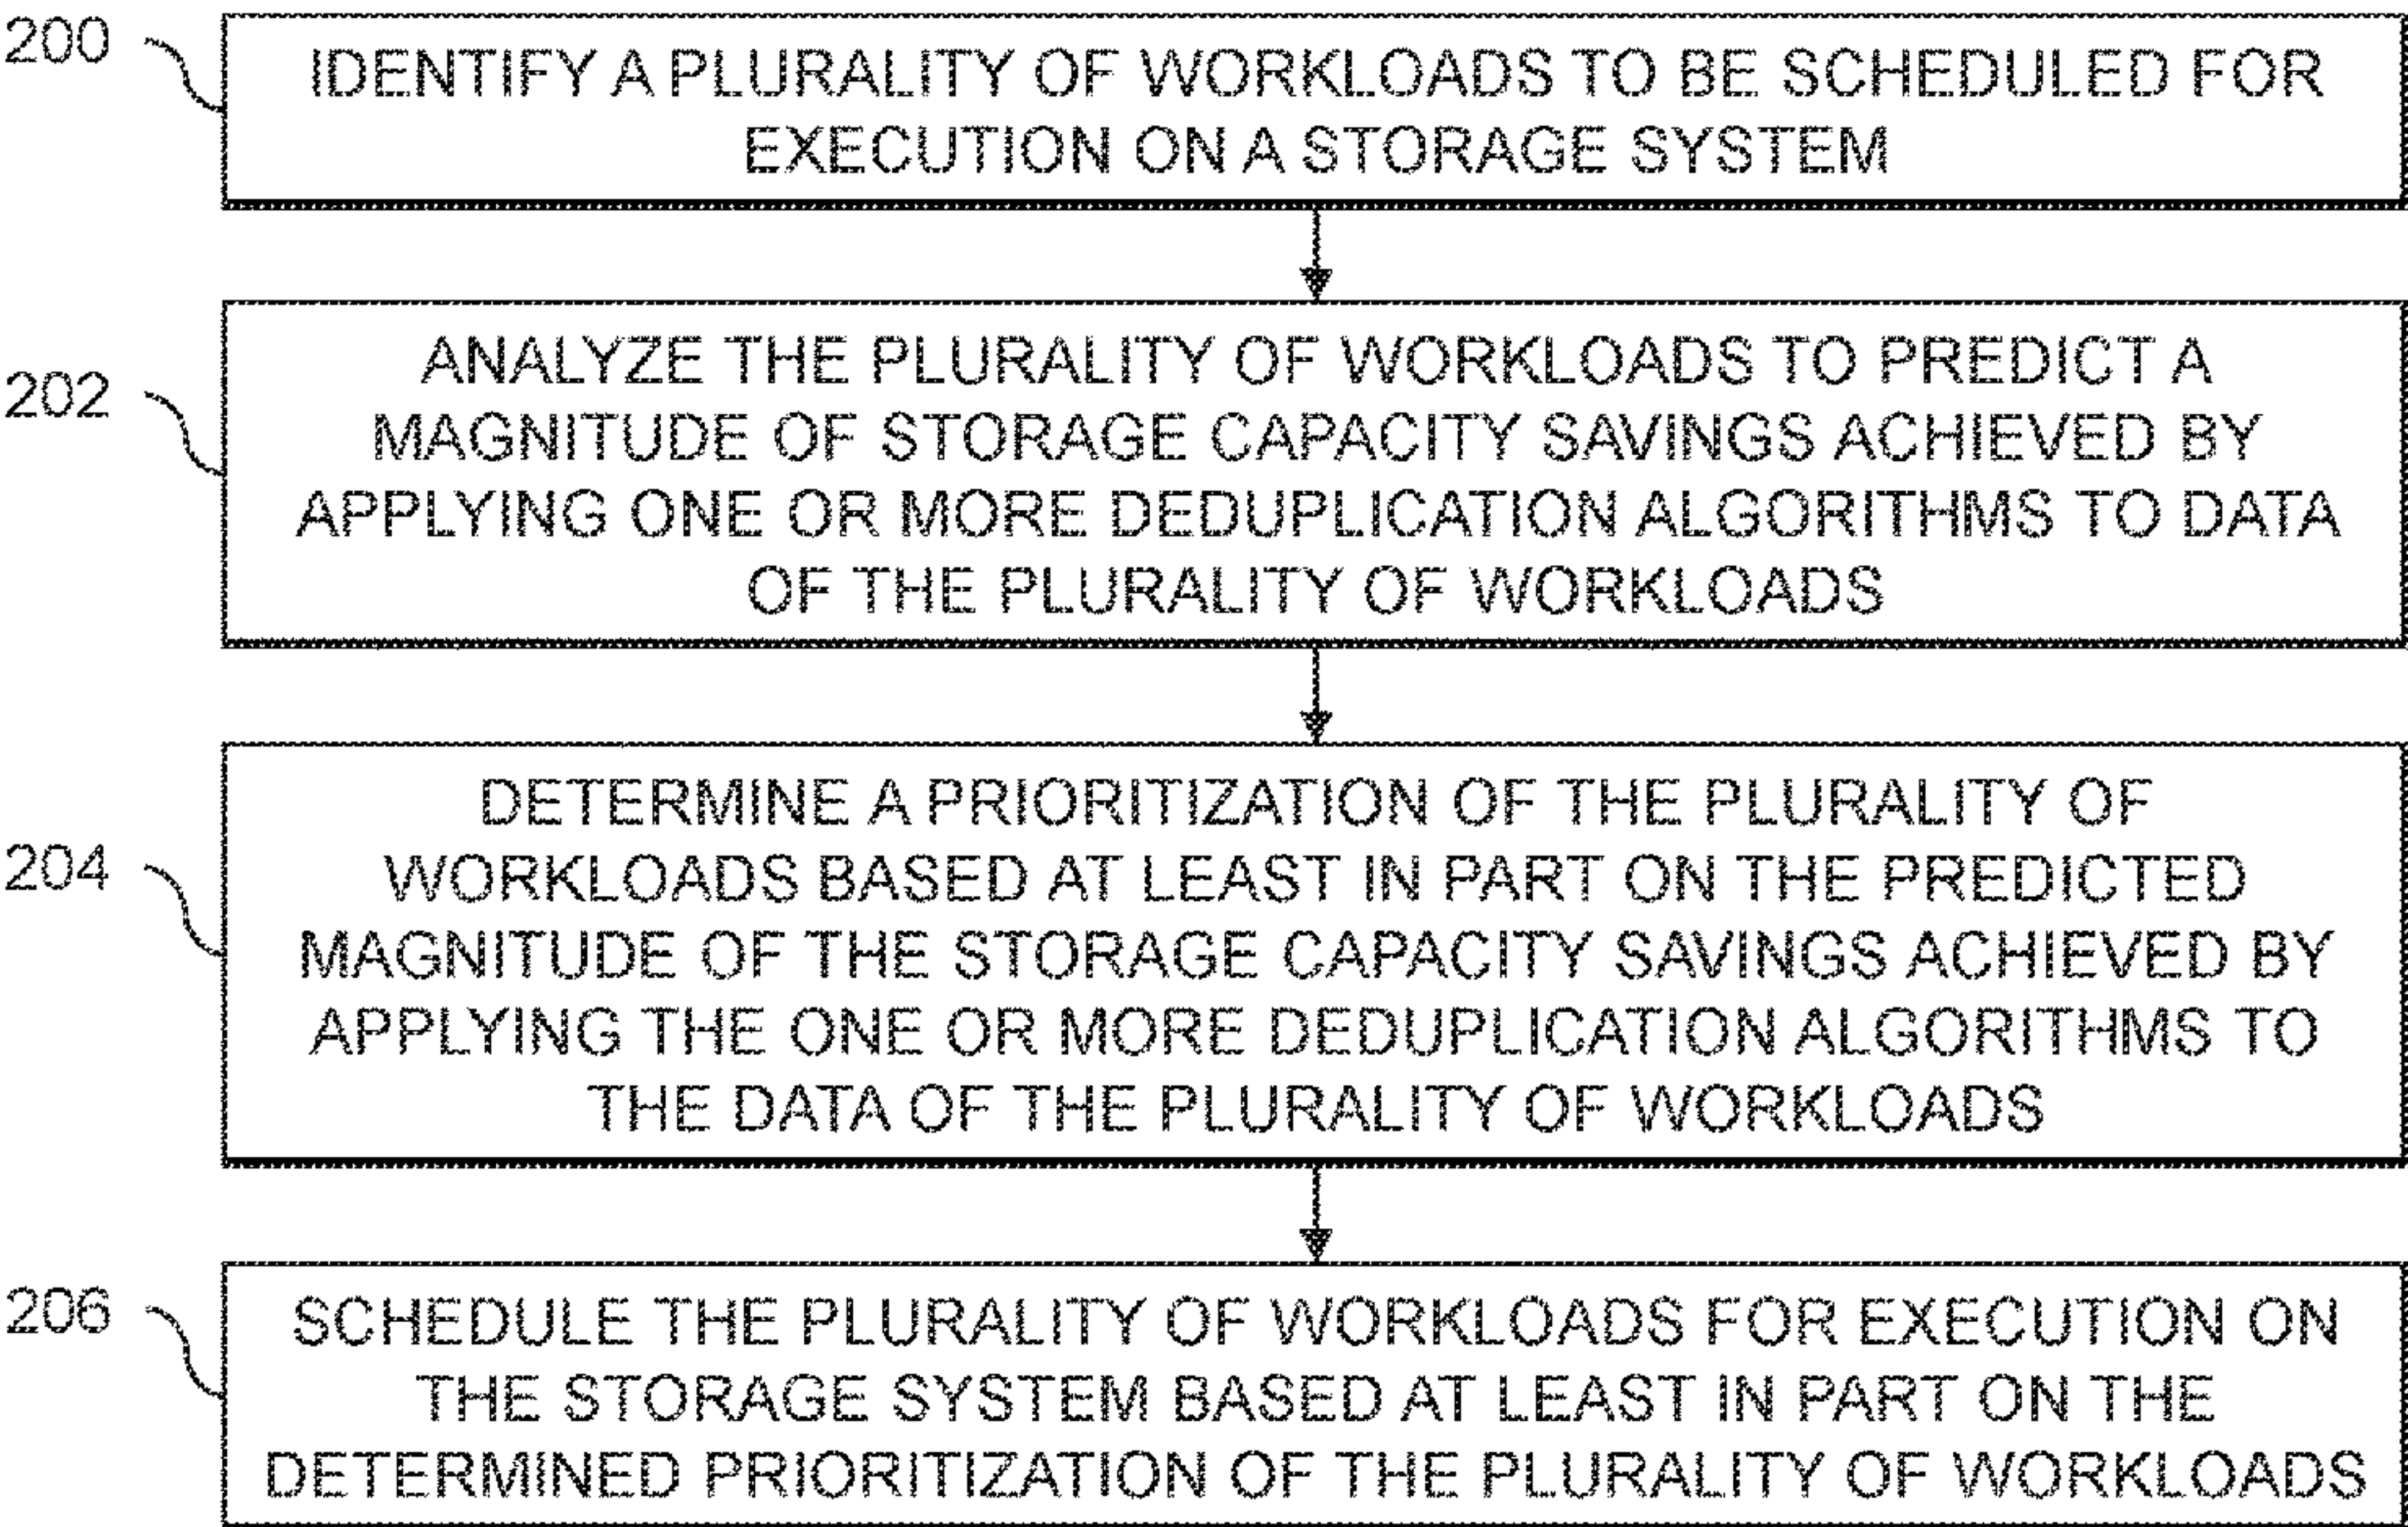 200
IDENTIFY A PLURALITY OF WORKLOADS TO BE SCHEDULED FOR
EXECUTION ON A STORAGE SYSTEM
202
ANALYZE THE PLURALITY OF WORKLOADS TO PREDICT A
MAGNITUDE OF STORAGE CAPACITY SAVINGS ACHIEVED BY
APPLYING ONE OR MORE DEDUPLICATION ALGORITHMS TO DATA
OF THE PLURALITY OF WORKLOADS
204
DETERMINE A PRIORITIZATION OF THE PLURALITY OF
WORKLOADS BASED AT LEAST IN PART ON THE PREDICTED
MAGNITUDE OF THE STORAGE CAPACITY SAVINGS ACHIEVED BY
APPLYING THE ONE OR MORE DEDUPLICATION ALGORITHMS TO
THE DATA OF THE PLURALITY OF WORKLOADS
206
SCHEDULE THE PLURALITY OF WORKLOADS FOR EXECUTION ON
THE STORAGE SYSTEM BASED AT LEAST IN PART ON THE
DETERMINED PRIORITIZATION OF THE PLURALITY OF WORKLOADS